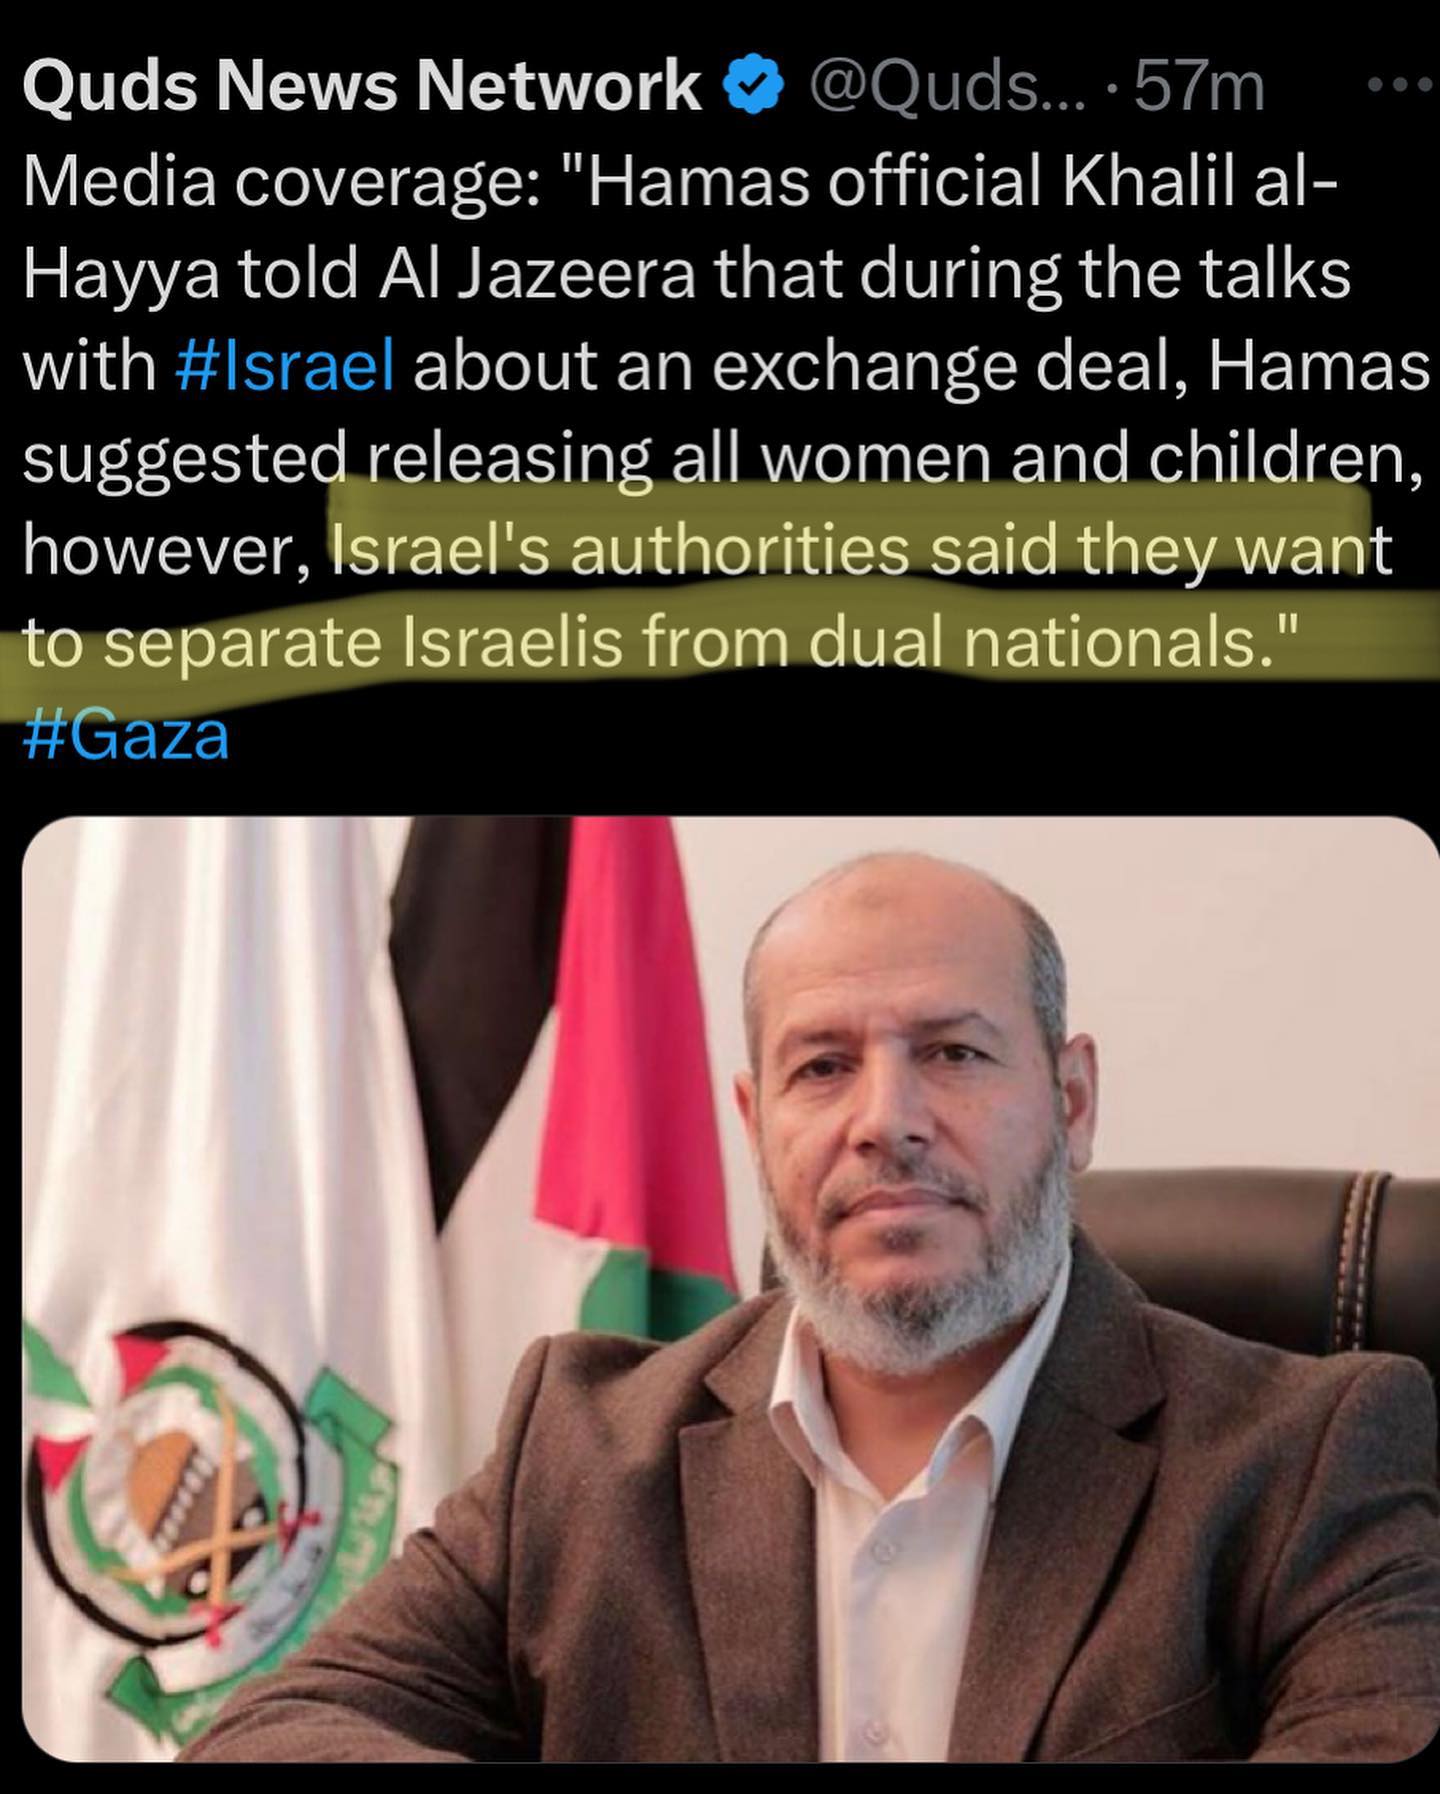 Quds News Network @Quds... · 57m
Media coverage: "Hamas official Khalil al-
Hayya told Al Jazeera that during the talks
with #Israel about an exchange deal, Hamas
suggested releasing all women and children,
however, Israel's authorities said they want
to separate Israelis from dual nationals."
#Gaza